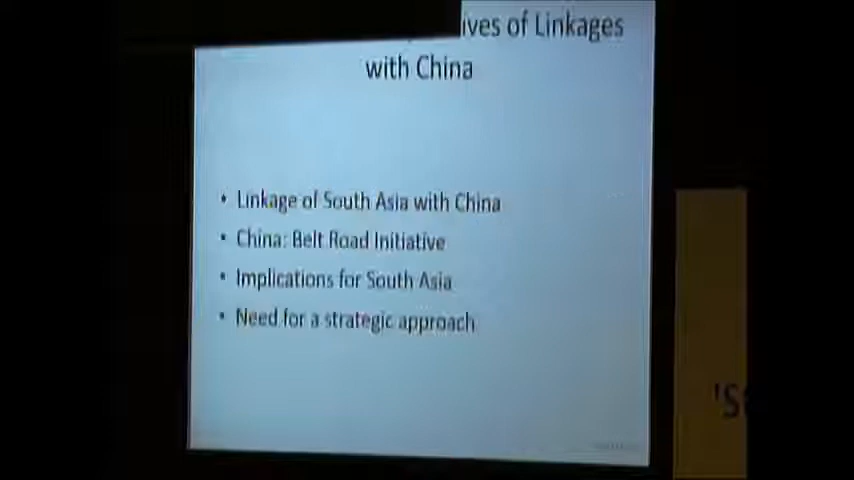 ives of Linkages
with China
• Linkage of South Asia with China
• China: Belt Road Initiative
• Implications for South Asia
• Need for a strategic approach
'S